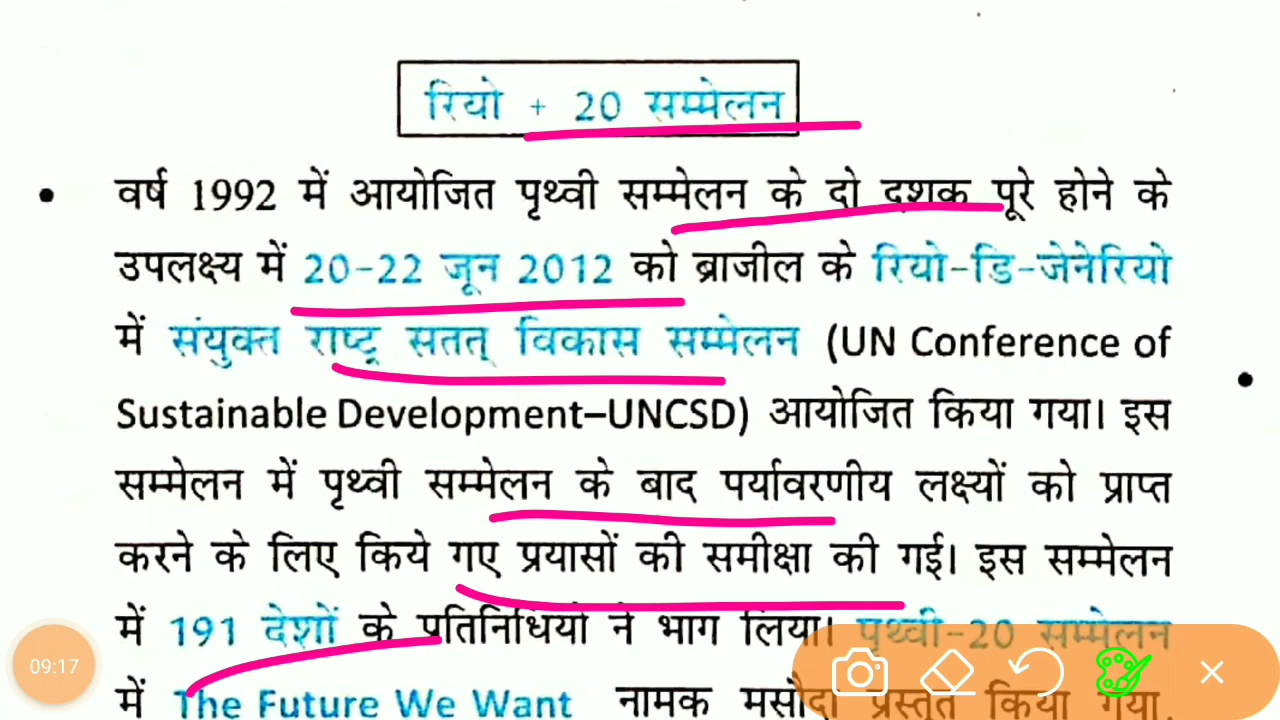 रियो + 20 सम्मेलन
• वर्ष 1992 में आयोजित पृथ्वी सम्मेलन के दो दशक पूरे होने के
उपलक्ष्य में 20-22 जून 2012 को ब्राजील के रियो-डि-जेनेरियो
में संयुक्त राष्ट्र सतत् विकास सम्मेलन (UN Conference of
Sustainable Development–UNCSD) आयोजित किया गया। इस
सम्मेलन में पृथ्वी सम्मेलन के बाद पर्यावरणीय लक्ष्यों को प्राप्त
करने के लिए किये गए प्रयासों की समीक्षा की गई। इस सम्मेलन
में 191 देशों के प्रतिनिधियों ने भाग लिया। पृथ्वी-20 सम्मेलन
में The Future We Want नामक मसौदा प्रस्तुत किया गया,
09:17